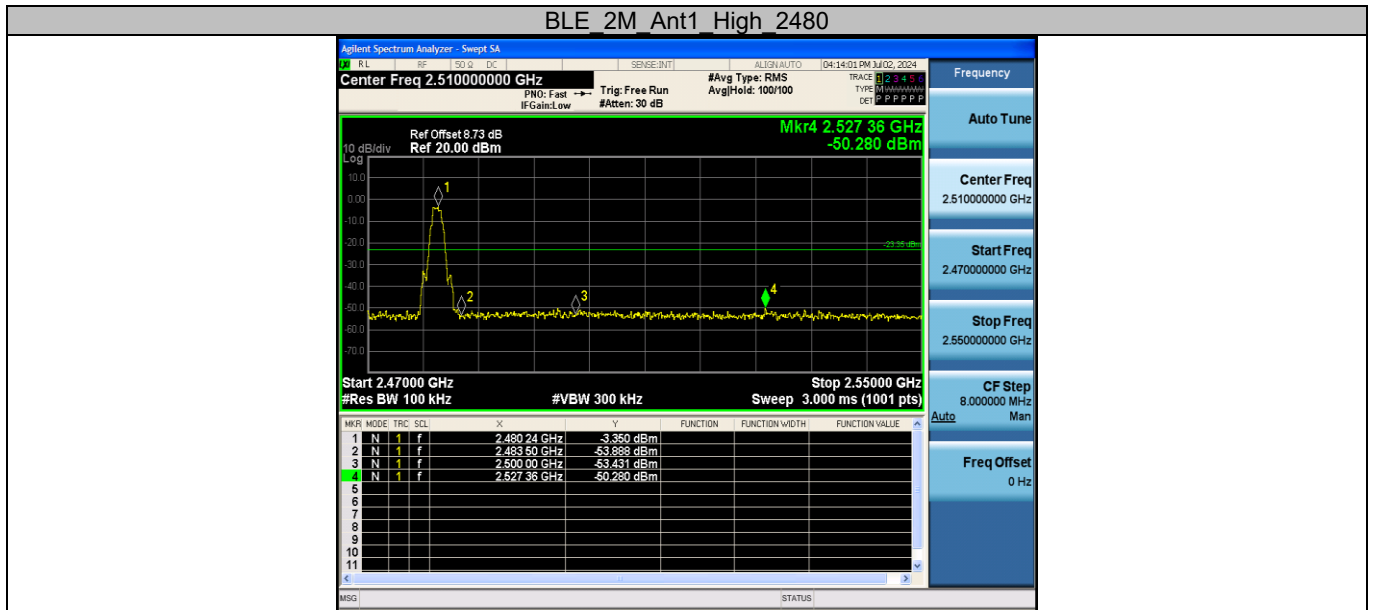 BLE_2M_Ant1_High_2480
Agilent Spectrum Analyzer - Swept SA
RL RF 50 Ω DC SENSE:INT ALIGNAUTO 04:14:01 PM Jul 02, 2024
Center Freq 2.510000000 GHz
PNO: Fast
IFGain:Low
Trig: Free Run
#Atten: 30 dB
#Avg Type: RMS
Avg|Hold: 100/100
TRACE 1 2 3 4 5 6
TYPE M
DET P P P P P P
Ref Offset 8.73 dB
Ref 20.00 dBm
10 dB/div
Log
Mkr4 2.527 36 GHz
-50.280 dBm
10.0
0.00
-10.0
-20.0
-30.0
-40.0
-50.0
-60.0
-70.0
1
2
3
4
-23.35 dBm
Start 2.47000 GHz
Stop 2.55000 GHz
#Res BW 100 kHz
#VBW 300 kHz
Sweep 3.000 ms (1001 pts)
MKR MODE TRC SCL X Y FUNCTION FUNCTION WIDTH FUNCTION VALUE
1 N 1 f 2.480 24 GHz -3.350 dBm
2 N 1 f 2.483 50 GHz -53.888 dBm
3 N 1 f 2.500 00 GHz -53.431 dBm
4 N 1 f 2.527 36 GHz -50.280 dBm
5
6
7
8
9
10
11
MSG
STATUS
Frequency
Auto Tune
Center Freq
2.510000000 GHz
Start Freq
2.470000000 GHz
Stop Freq
2.550000000 GHz
CF Step
8.000000 MHz
Auto Man
Freq Offset
0 Hz